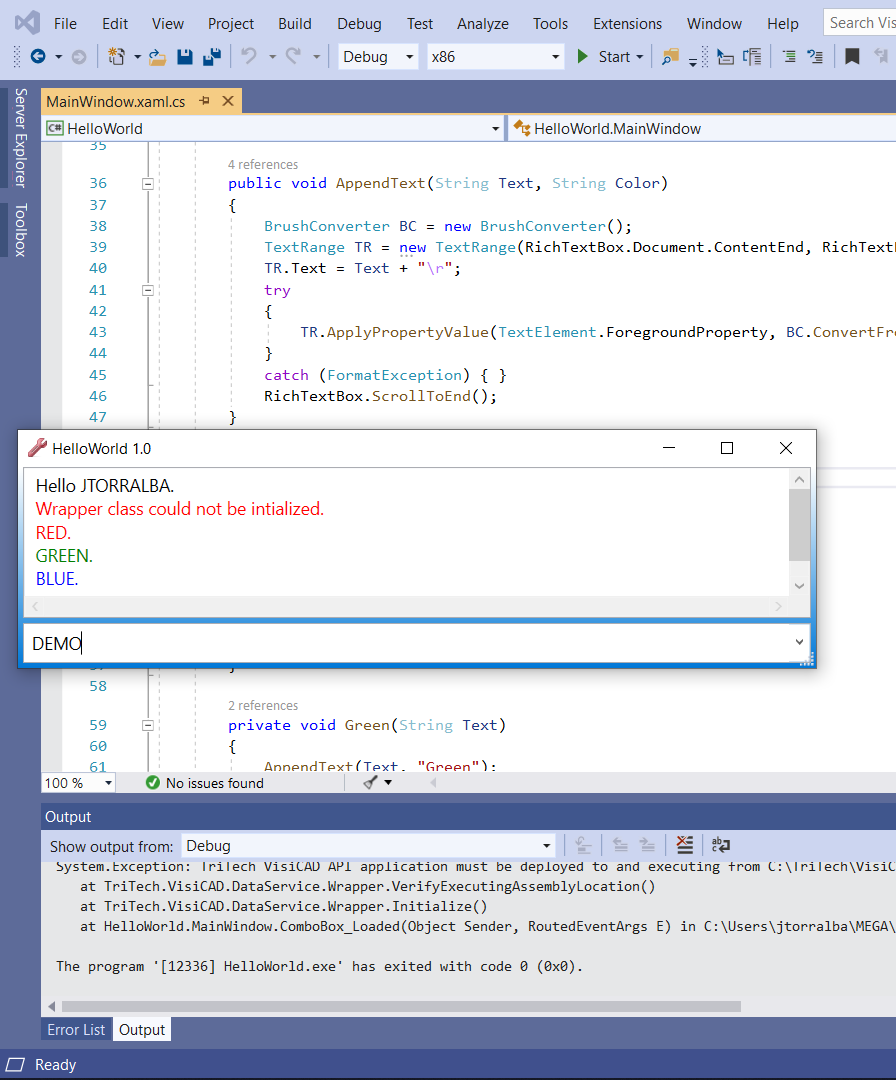 File Edit View Project Build Debug Test Analyze Tools Extensions Window Help Search Vis
Debug x86 Start
Server Explorer
Toolbox
MainWindow.xaml.cs
C# HelloWorld HelloWorld.MainWindow
35
4 references
36 public void AppendText(String Text, String Color)
37 {
38 BrushConverter BC = new BrushConverter();
39 TextRange TR = new TextRange(RichTextBox.Document.ContentEnd, RichText
40 TR.Text = Text + "\r";
41 try
42 {
43 TR.ApplyPropertyValue(TextElement.ForegroundProperty, BC.ConvertFr
44 }
45 catch (FormatException) { }
46 RichTextBox.ScrollToEnd();
47 }
HelloWorld 1.0
Hello JTORRALBA.
Wrapper class could not be intialized.
RED.
GREEN.
BLUE.
DEMO
58
2 references
59 private void Green(String Text)
60 {
61 AppendText(Text, "Green");
100 % No issues found
Output
Show output from: Debug
System.Exception: TriTech VisiCAD API application must be deployed to and executing from C:\TriTech\VisiC
at TriTech.VisiCAD.DataService.Wrapper.VerifyExecutingAssemblyLocation()
at TriTech.VisiCAD.DataService.Wrapper.Initialize()
at HelloWorld.MainWindow.ComboBox_Loaded(Object Sender, RoutedEventArgs E) in C:\Users\jtorralba\MEGA\
The program '[12336] HelloWorld.exe' has exited with code 0 (0x0).
Error List Output
Ready